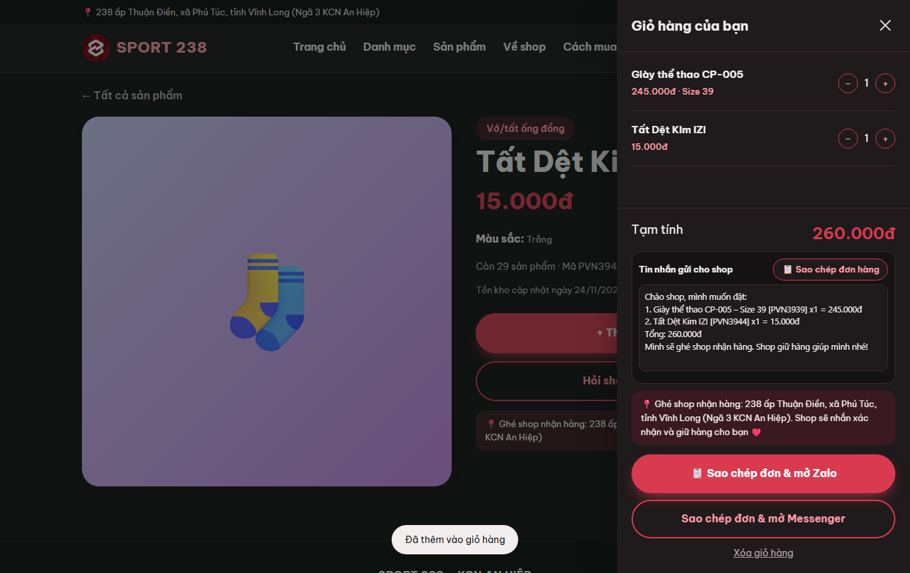 238 ấp Thuận Điền, xã Phú Túc, tỉnh Vĩnh Long (Ngã 3 KCN An Hiệp)
SPORT 238
Trang chủ Danh mục Sản phẩm Về shop Cách mua
← Tất cả sản phẩm
Vớ/tất ống đồng
Tất Dệt Ki
15.000đ
Màu sắc: Trắng
Còn 29 sản phẩm · Mã PVN394
Tồn kho cập nhật ngày 24/11/202
+ Th
Hỏi sh
Ghé shop nhận hàng: 238 ấp
KCN An Hiệp)
Đã thêm vào giỏ hàng
Giỏ hàng của bạn
Giày thể thao CP-005
245.000đ · Size 39
− 1 +
Tất Dệt Kim IZI
15.000đ
− 1 +
Tạm tính
260.000đ
Tin nhắn gửi cho shop
Sao chép đơn hàng
Chào shop, mình muốn đặt:
1. Giày thể thao CP-005 – Size 39 [PVN3939] x1 = 245.000đ
2. Tất Dệt Kim IZI [PVN3944] x1 = 15.000đ
Tổng: 260.000đ
Mình sẽ ghé shop nhận hàng. Shop giữ hàng giúp mình nhé!
Ghé shop nhận hàng: 238 ấp Thuận Điền, xã Phú Túc,
tỉnh Vĩnh Long (Ngã 3 KCN An Hiệp). Shop sẽ nhắn xác
nhận và giữ hàng cho bạn
Sao chép đơn & mở Zalo
Sao chép đơn & mở Messenger
Xóa giỏ hàng